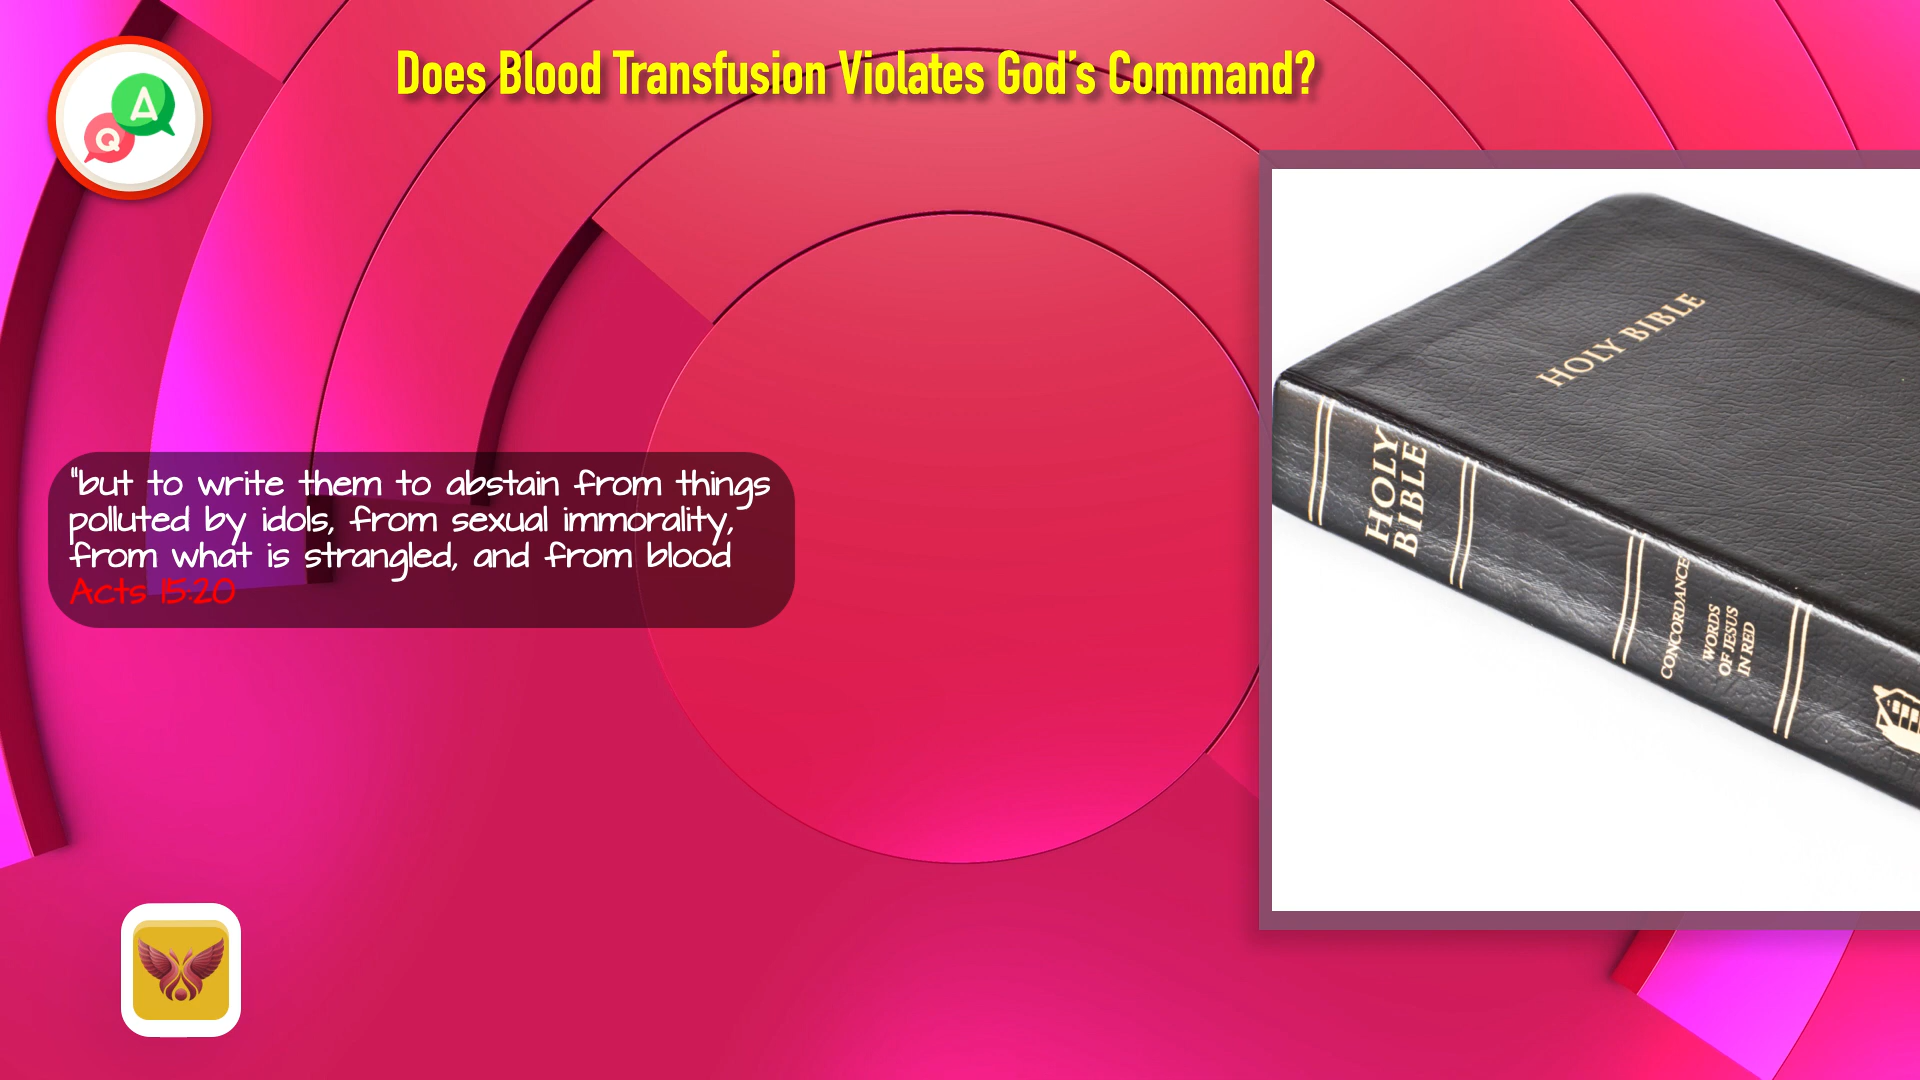 Does Blood Transfusion Violates God’s Command?
A
Q
"but to write them to abstain from things
polluted by idols, from sexual immorality,
from what is strangled, and from blood
Acts 15:20
HOLY BIBLE
HOLY
BIBLE
CONCORDANCE
WORDS
OF JESUS
IN RED